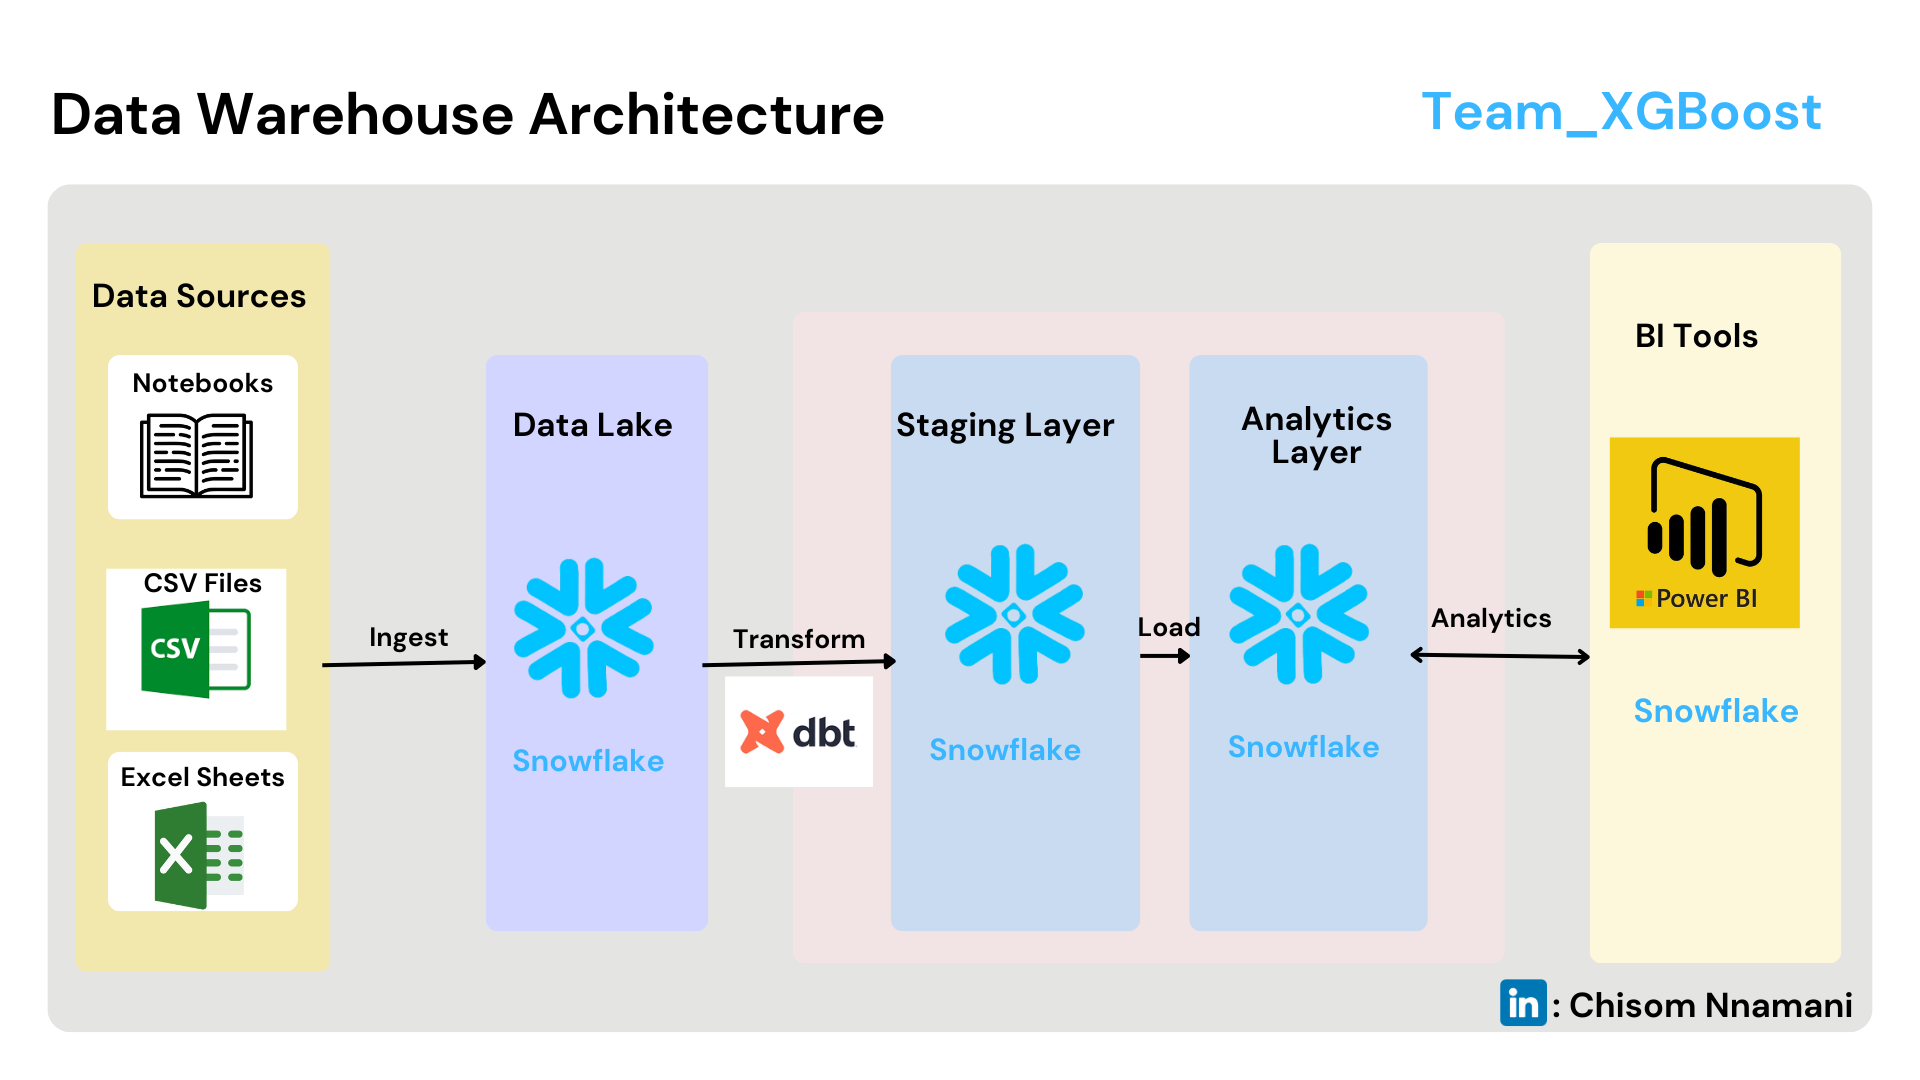 Data Warehouse Architecture
Team_XGBoost
Data Sources
Notebooks
CSV Files
CSV
Excel Sheets
X
Ingest
Data Lake
Snowflake
Transform
dbt
Staging Layer
Snowflake
Load
Analytics
Layer
Snowflake
Analytics
BI Tools
Power BI
Snowflake
in : Chisom Nnamani